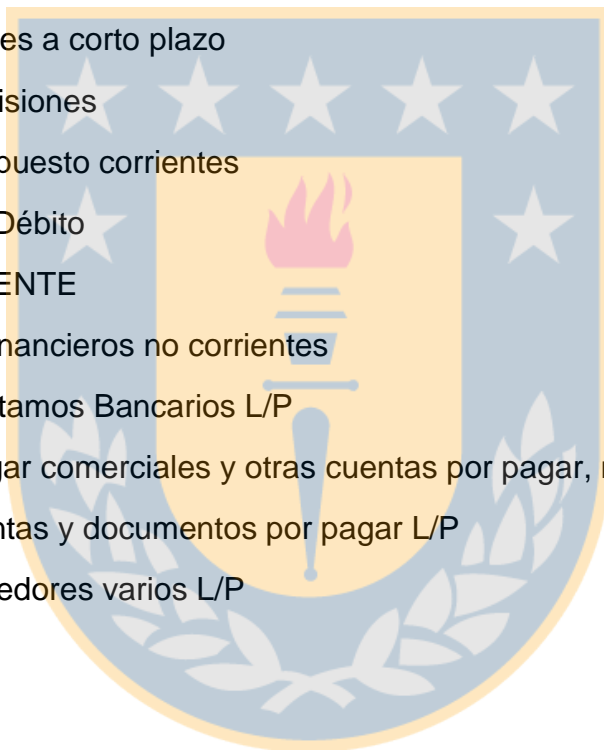 es a corto plazo
isiones
puesto corrientes
Débito
ENTE
nancieros no corrientes
tamos Bancarios L/P
gar comerciales y otras cuentas por pagar,
ntas y documentos por pagar L/P
edores varios L/P